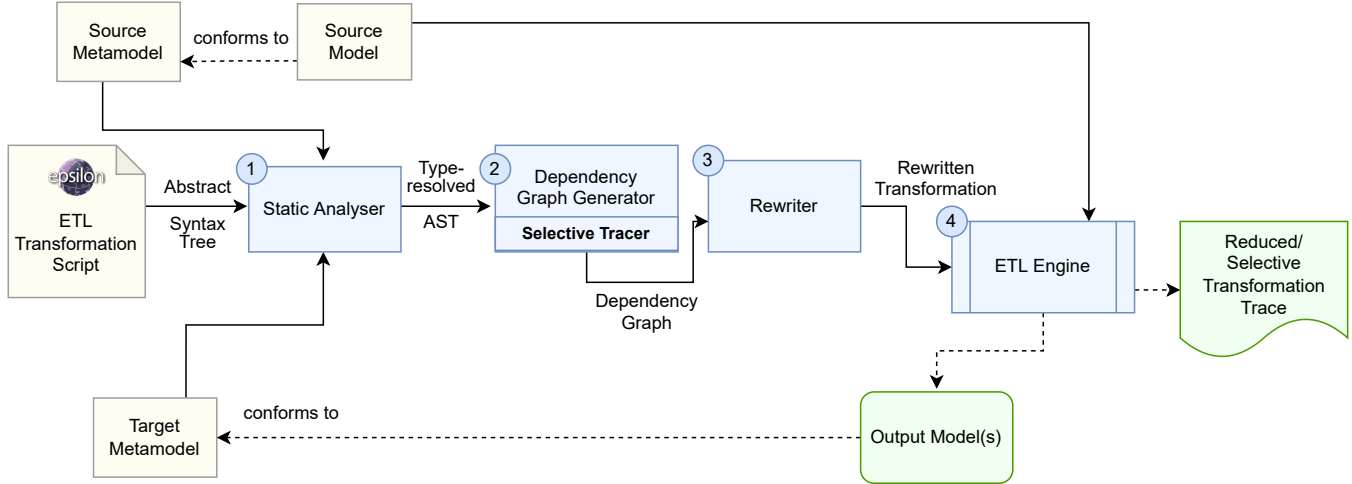 Source
Metamodel
conforms to
Source
Model
epsilon
ETL
Transformation
Script
Abstract
Syntax
Tree
1
Static Analyser
Type-
resolved
AST
2
Dependency
Graph Generator
Selective Tracer
Dependency
Graph
3
Rewriter
Rewritten
Transformation
4
ETL Engine
Reduced/
Selective
Transformation
Trace
Target
Metamodel
conforms to
Output Model(s)